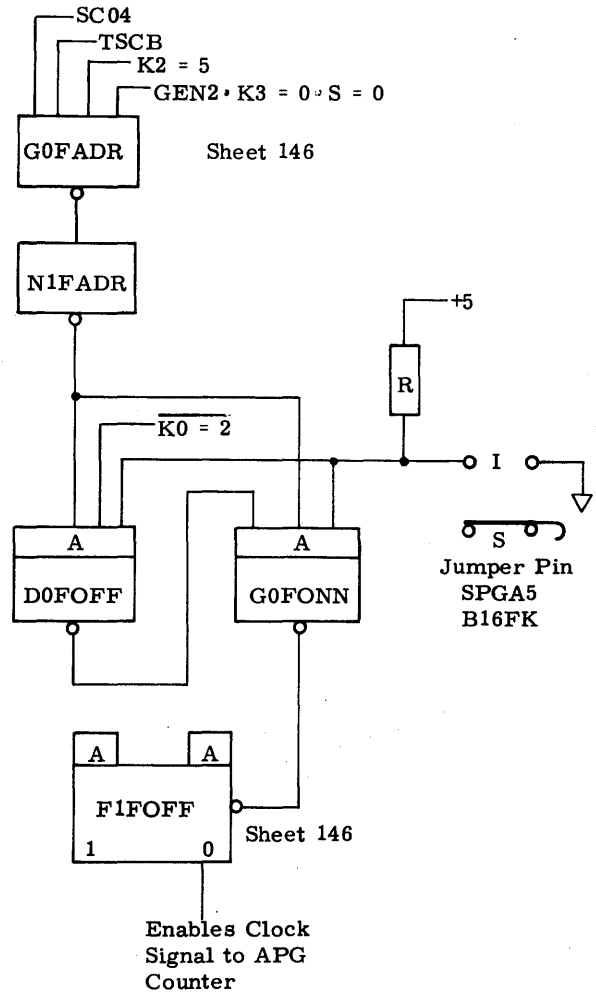 SC04
TSCB
K2 = 5
GEN2 • K3 = 0 • S = 0
G0FADR
Sheet 146
N1FADR
+5
R
K0 = 2
I
A
A
S
D0FOFF
G0FONN
Jumper Pin
SPGA5
B16FK
A
A
F1FOFF
1
0
Sheet 146
Enables Clock
Signal to APG
Counter